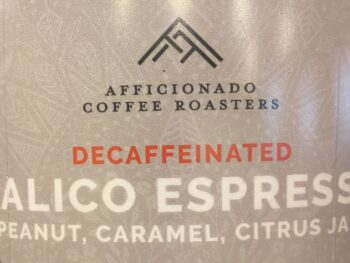 AFFICIONADO
COFFEE ROASTERS
DECAFFEINATED
ALICO ESPRESS
PEANUT, CARAMEL, CITRUS JA